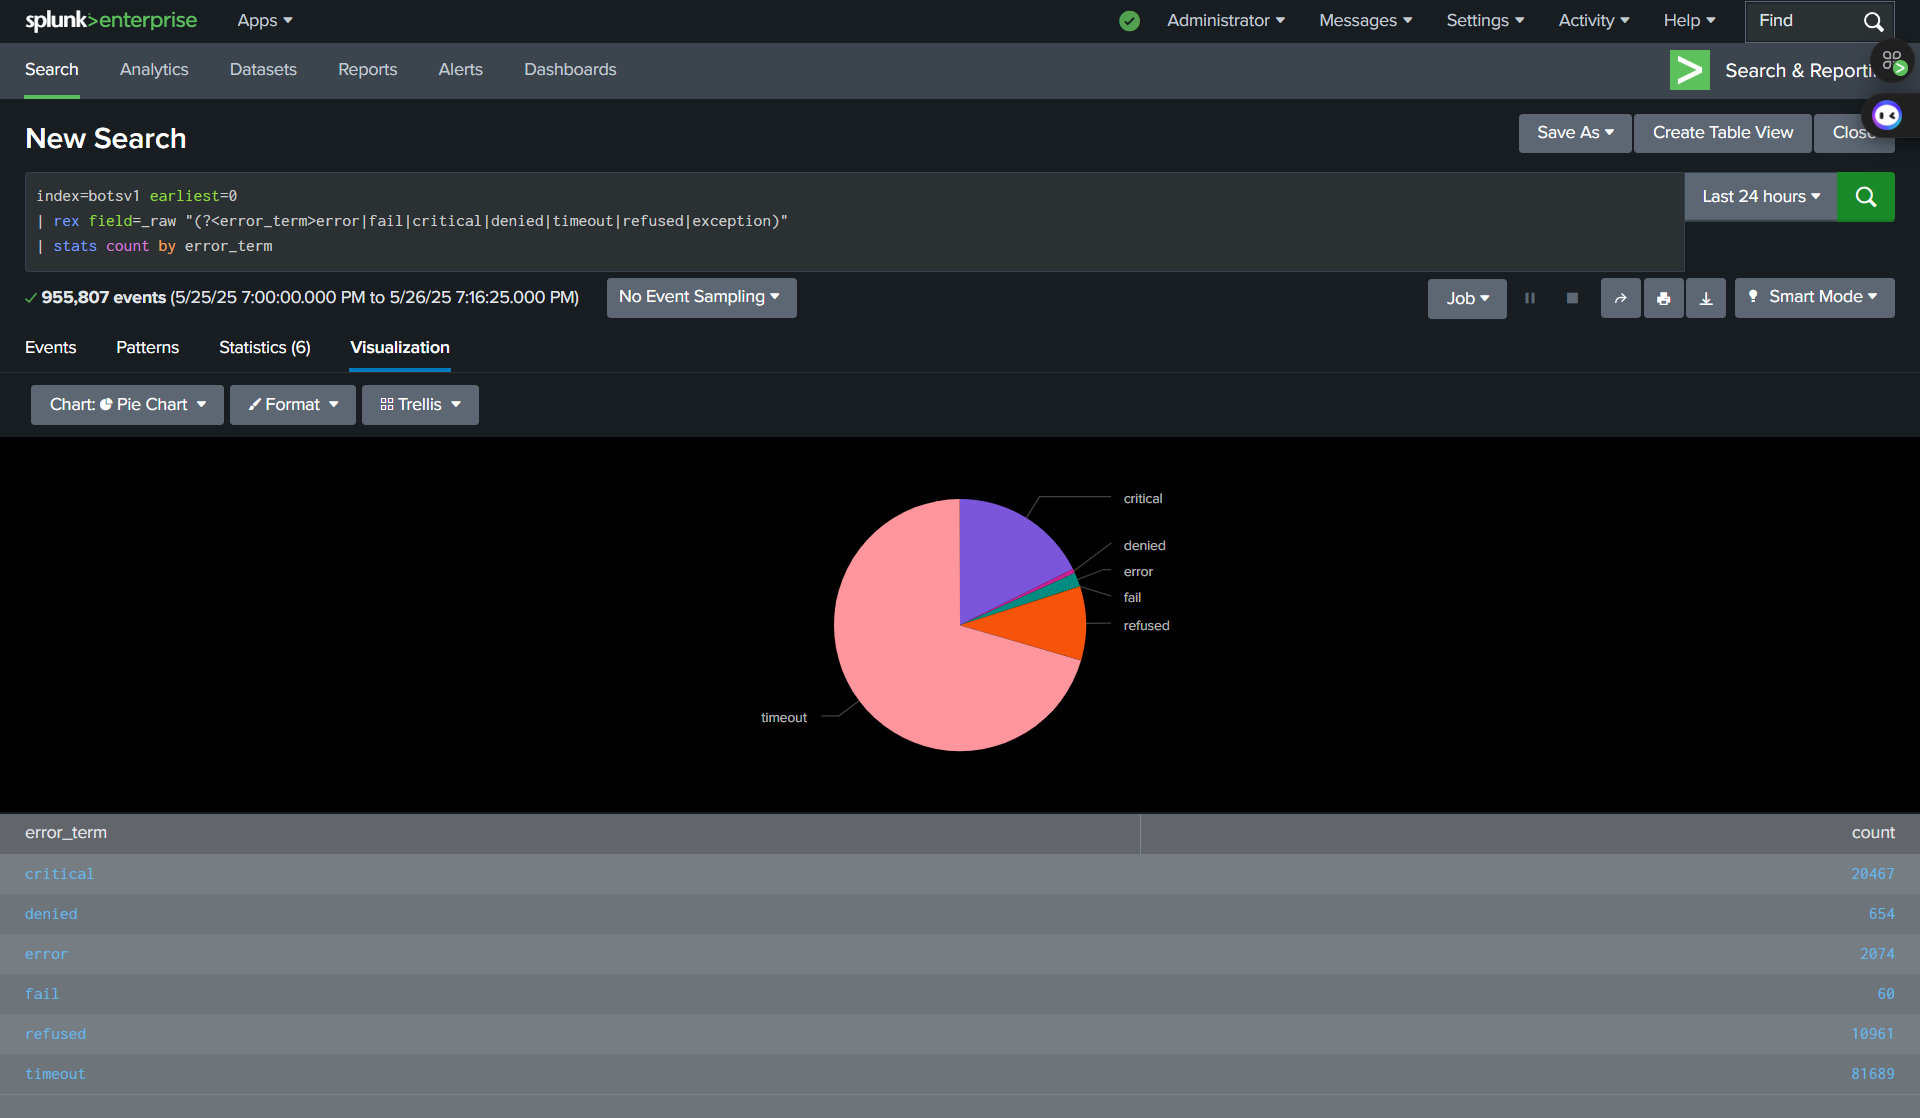 splunk>enterprise Apps Administrator Messages Settings Activity Help Find
Search Analytics Datasets Reports Alerts Dashboards Search & Reporti
New Search Save As Create Table View Close
index=botsv1 earliest=0 Last 24 hours
| rex field=_raw "(?<error_term>error|fail|critical|denied|timeout|refused|exception)"
| stats count by error_term
955,807 events (5/25/25 7:00:00.000 PM to 5/26/25 7:16:25.000 PM) No Event Sampling Job Smart Mode
Events Patterns Statistics (6) Visualization
Chart: Pie Chart Format Trellis
critical
denied
error
fail
refused
timeout
error_term count
critical 20467
denied 654
error 2074
fail 60
refused 10961
timeout 81689